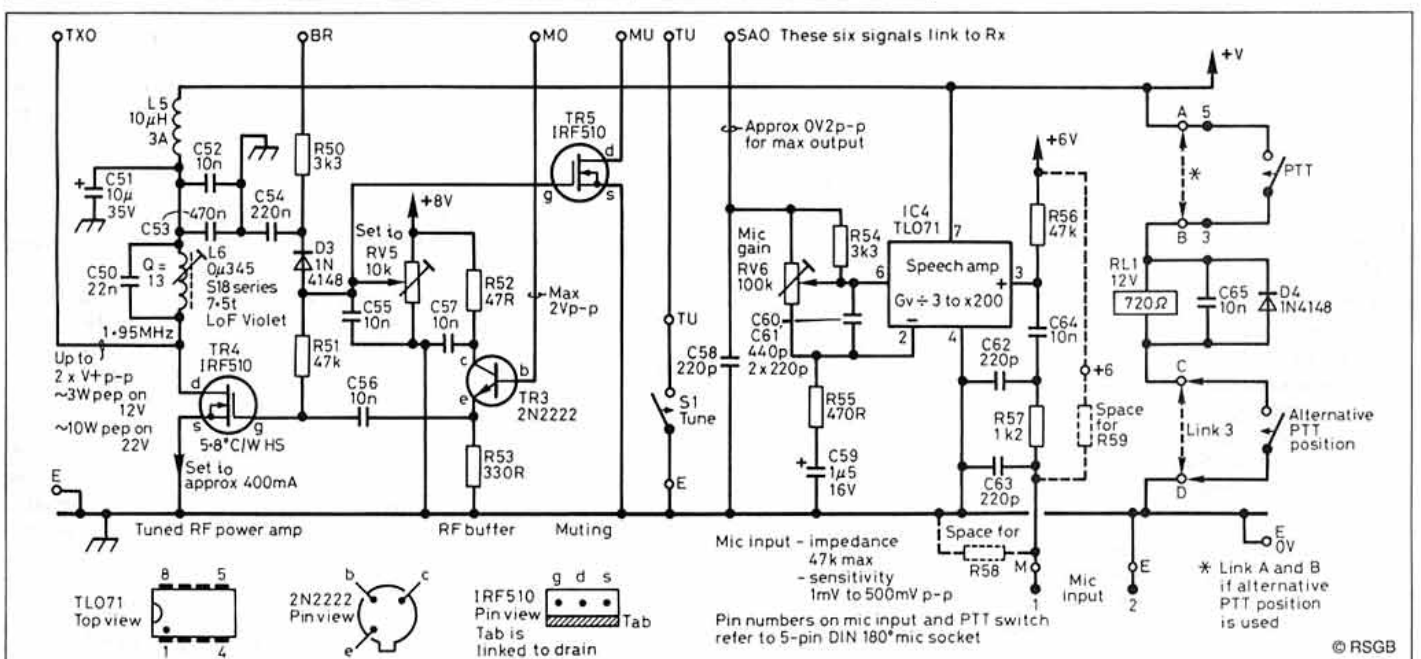 TXO
BR
MO
MU
TU
SAO These six signals link to Rx
+V
L5
10µH
3A
C51
10µ
35V
C52
10n
C53
470n
C54
220n
R50
3k3
TR5
IRF510
d
g
s
Approx 0V2p-p
for max output
+6V
A
5
PTT
*
B
3
C50
22n
Q =
13
L6
0µ345
S18 series
7·5t
LoF Violet
D3
1N
4148
Set i₀
RV5
10k
+8V
R52
47R
Max
2Vp-p
Mic
gain
RV6
100k
R54
3k3
IC4
TLO71
7
6
Speech amp
+
3
Gv ÷ 3 to x200
−
2
4
R56
47k
RL1
12V
720Ω
C65
10n
D4
1N4148
1·95MHz
Up to
2 x V+ p-p
~3W pep on
12V
~10W pep on
22V
TR4
IRF510
d
s
g
5·8°C/W HS
Set i₀
approx 400mA
R51
47k
C55
10n
C57
10n
C56
10n
c
b
e
TR3
2N2222
R53
330R
TU
S1
Tune
E
C58
220p
C60,
C61
440p
2x220p
R55
470R
C59
1µ5
16V
C62
220p
C63
220p
C64
10n
R57
1k2
+6
Space
for
R59
C
Link 3
D
Alternative
PTT
position
E
Tuned RF power amp
RF buffer
Muting
Mic input – impedance
47k max
– sensitivity
1mV to 500mV p-p
Space for
R58
M
1
Mic
input
E
2
E
0V
* Link A and B
if alternative
PTT position
is used
Pin numbers on mic input and PTT switch
refer to 5-pin DIN 180° mic socket
TLO71
Top view
8
5
1
4
2N2222
Pin view
b
c
e
IRF510
Pin view
g d s
Tab
Tab is
linked to drain
© RSGB